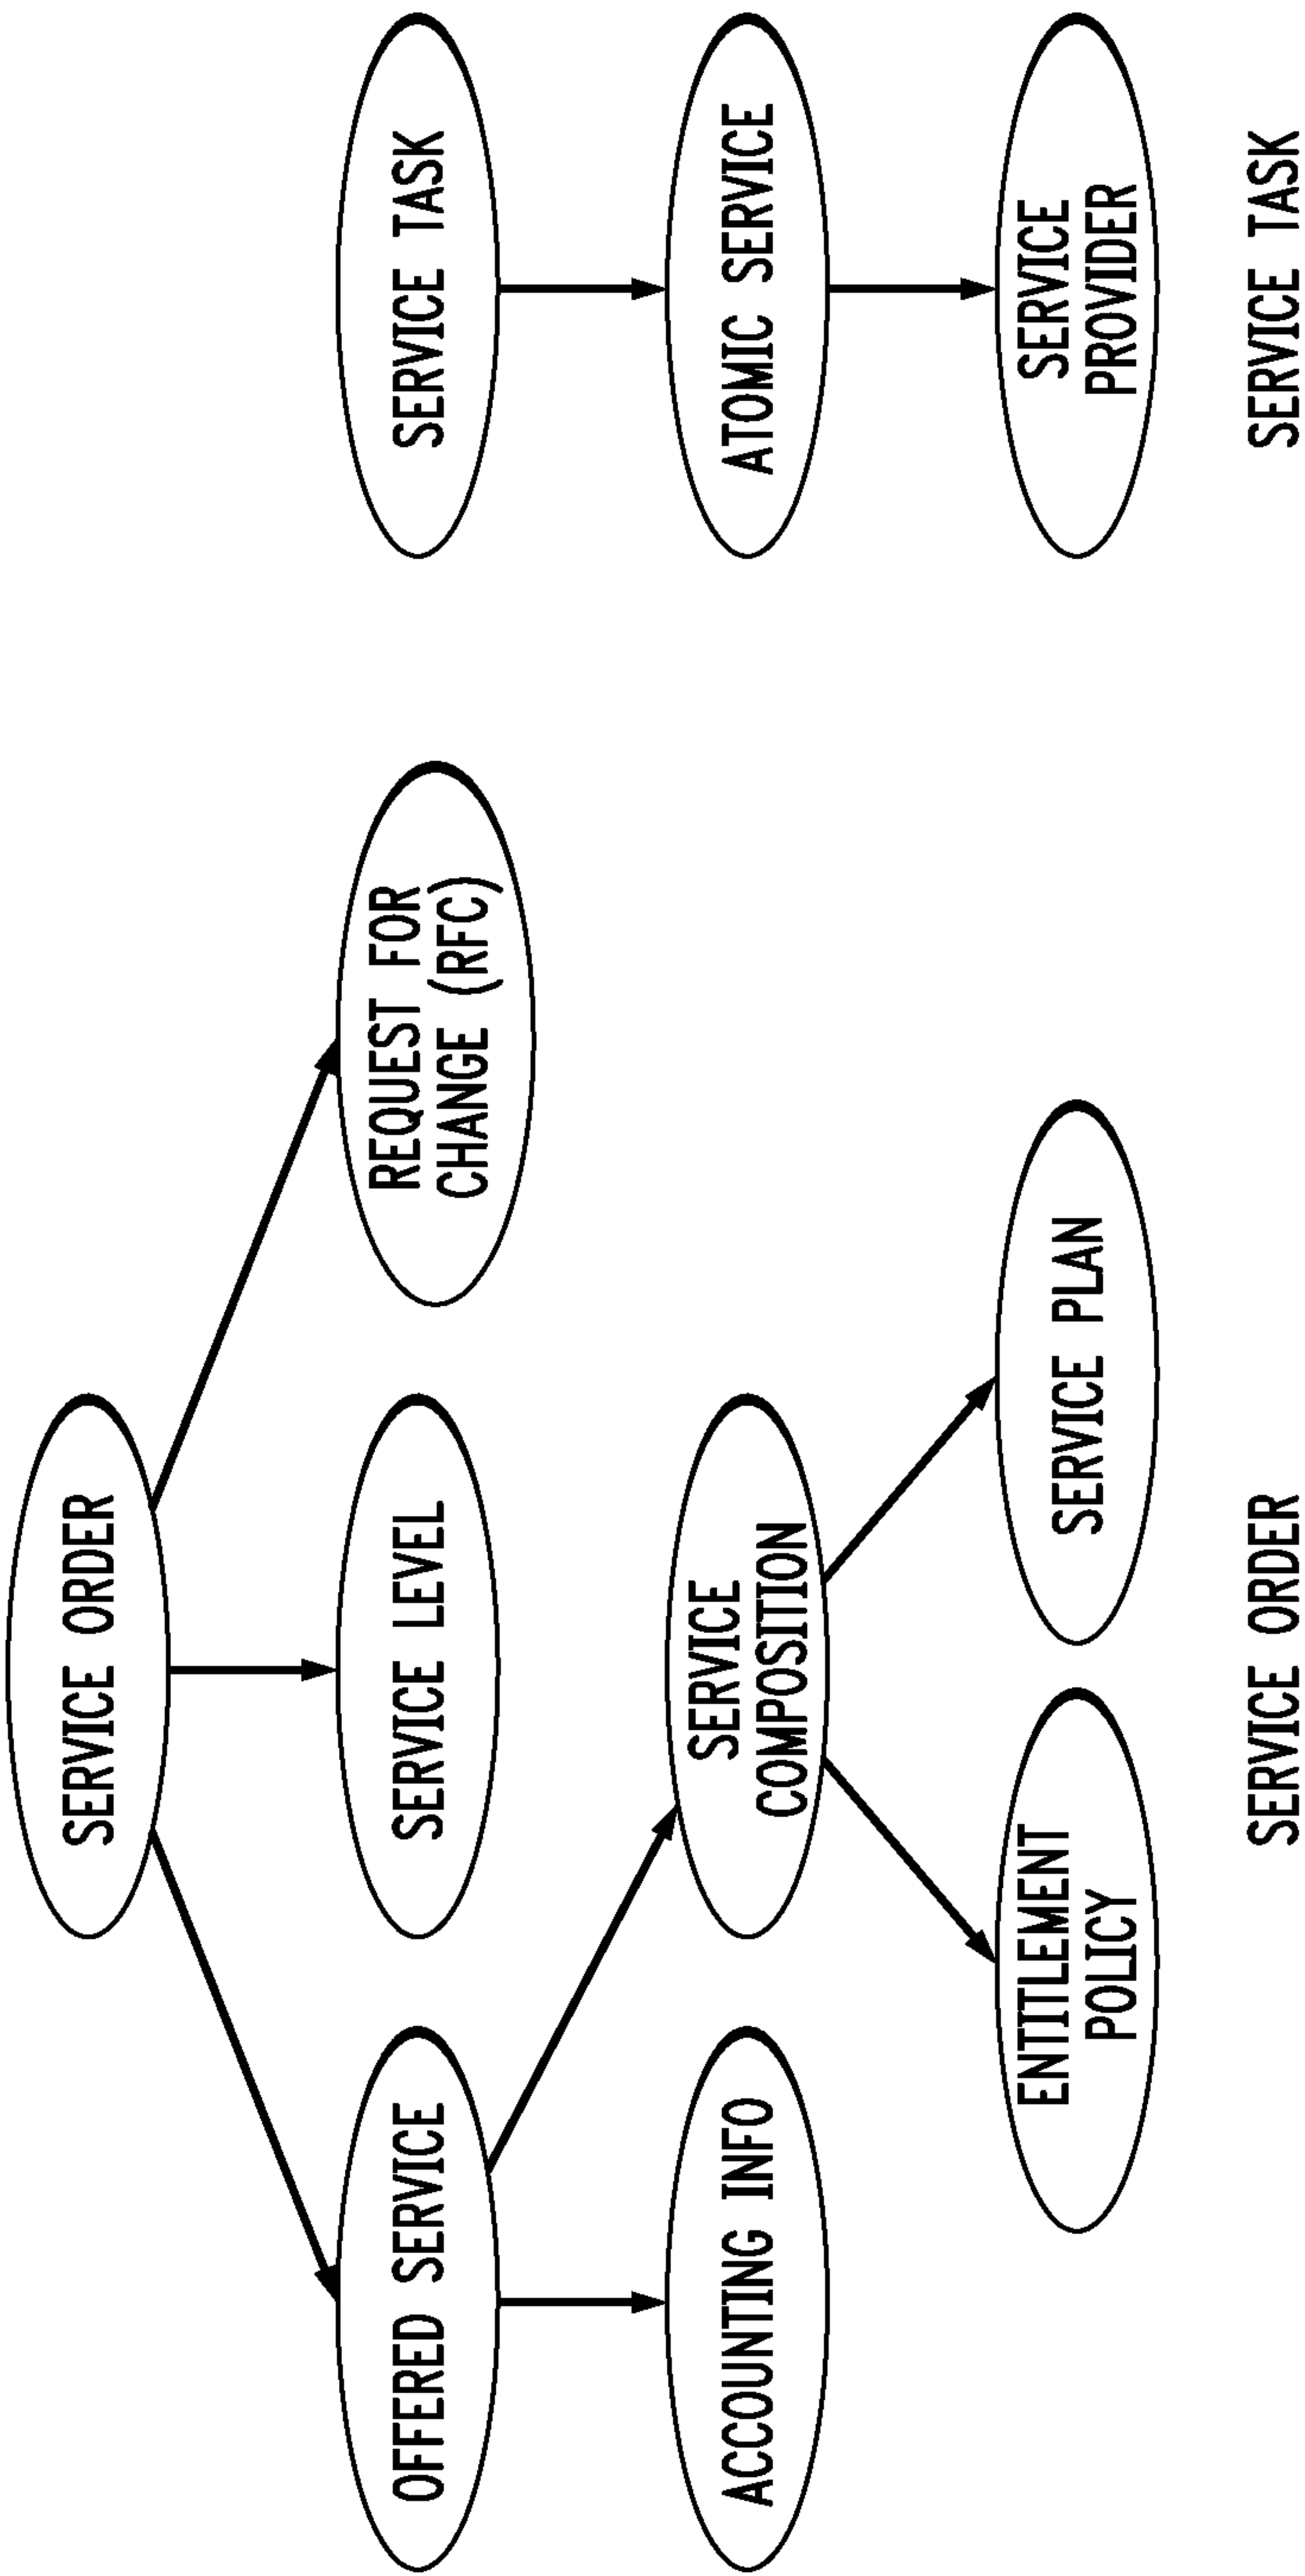 SERVICE ORDER
OFFERED SERVICE
SERVICE LEVEL
REQUEST FOR
CHANGE (RFC)
SERVICE TASK
ACCOUNTING INFO
SERVICE
COMPOSITION
ATOMIC SERVICE
ENTITLEMENT
POLICY
SERVICE PLAN
SERVICE
PROVIDER
SERVICE ORDER
SERVICE TASK